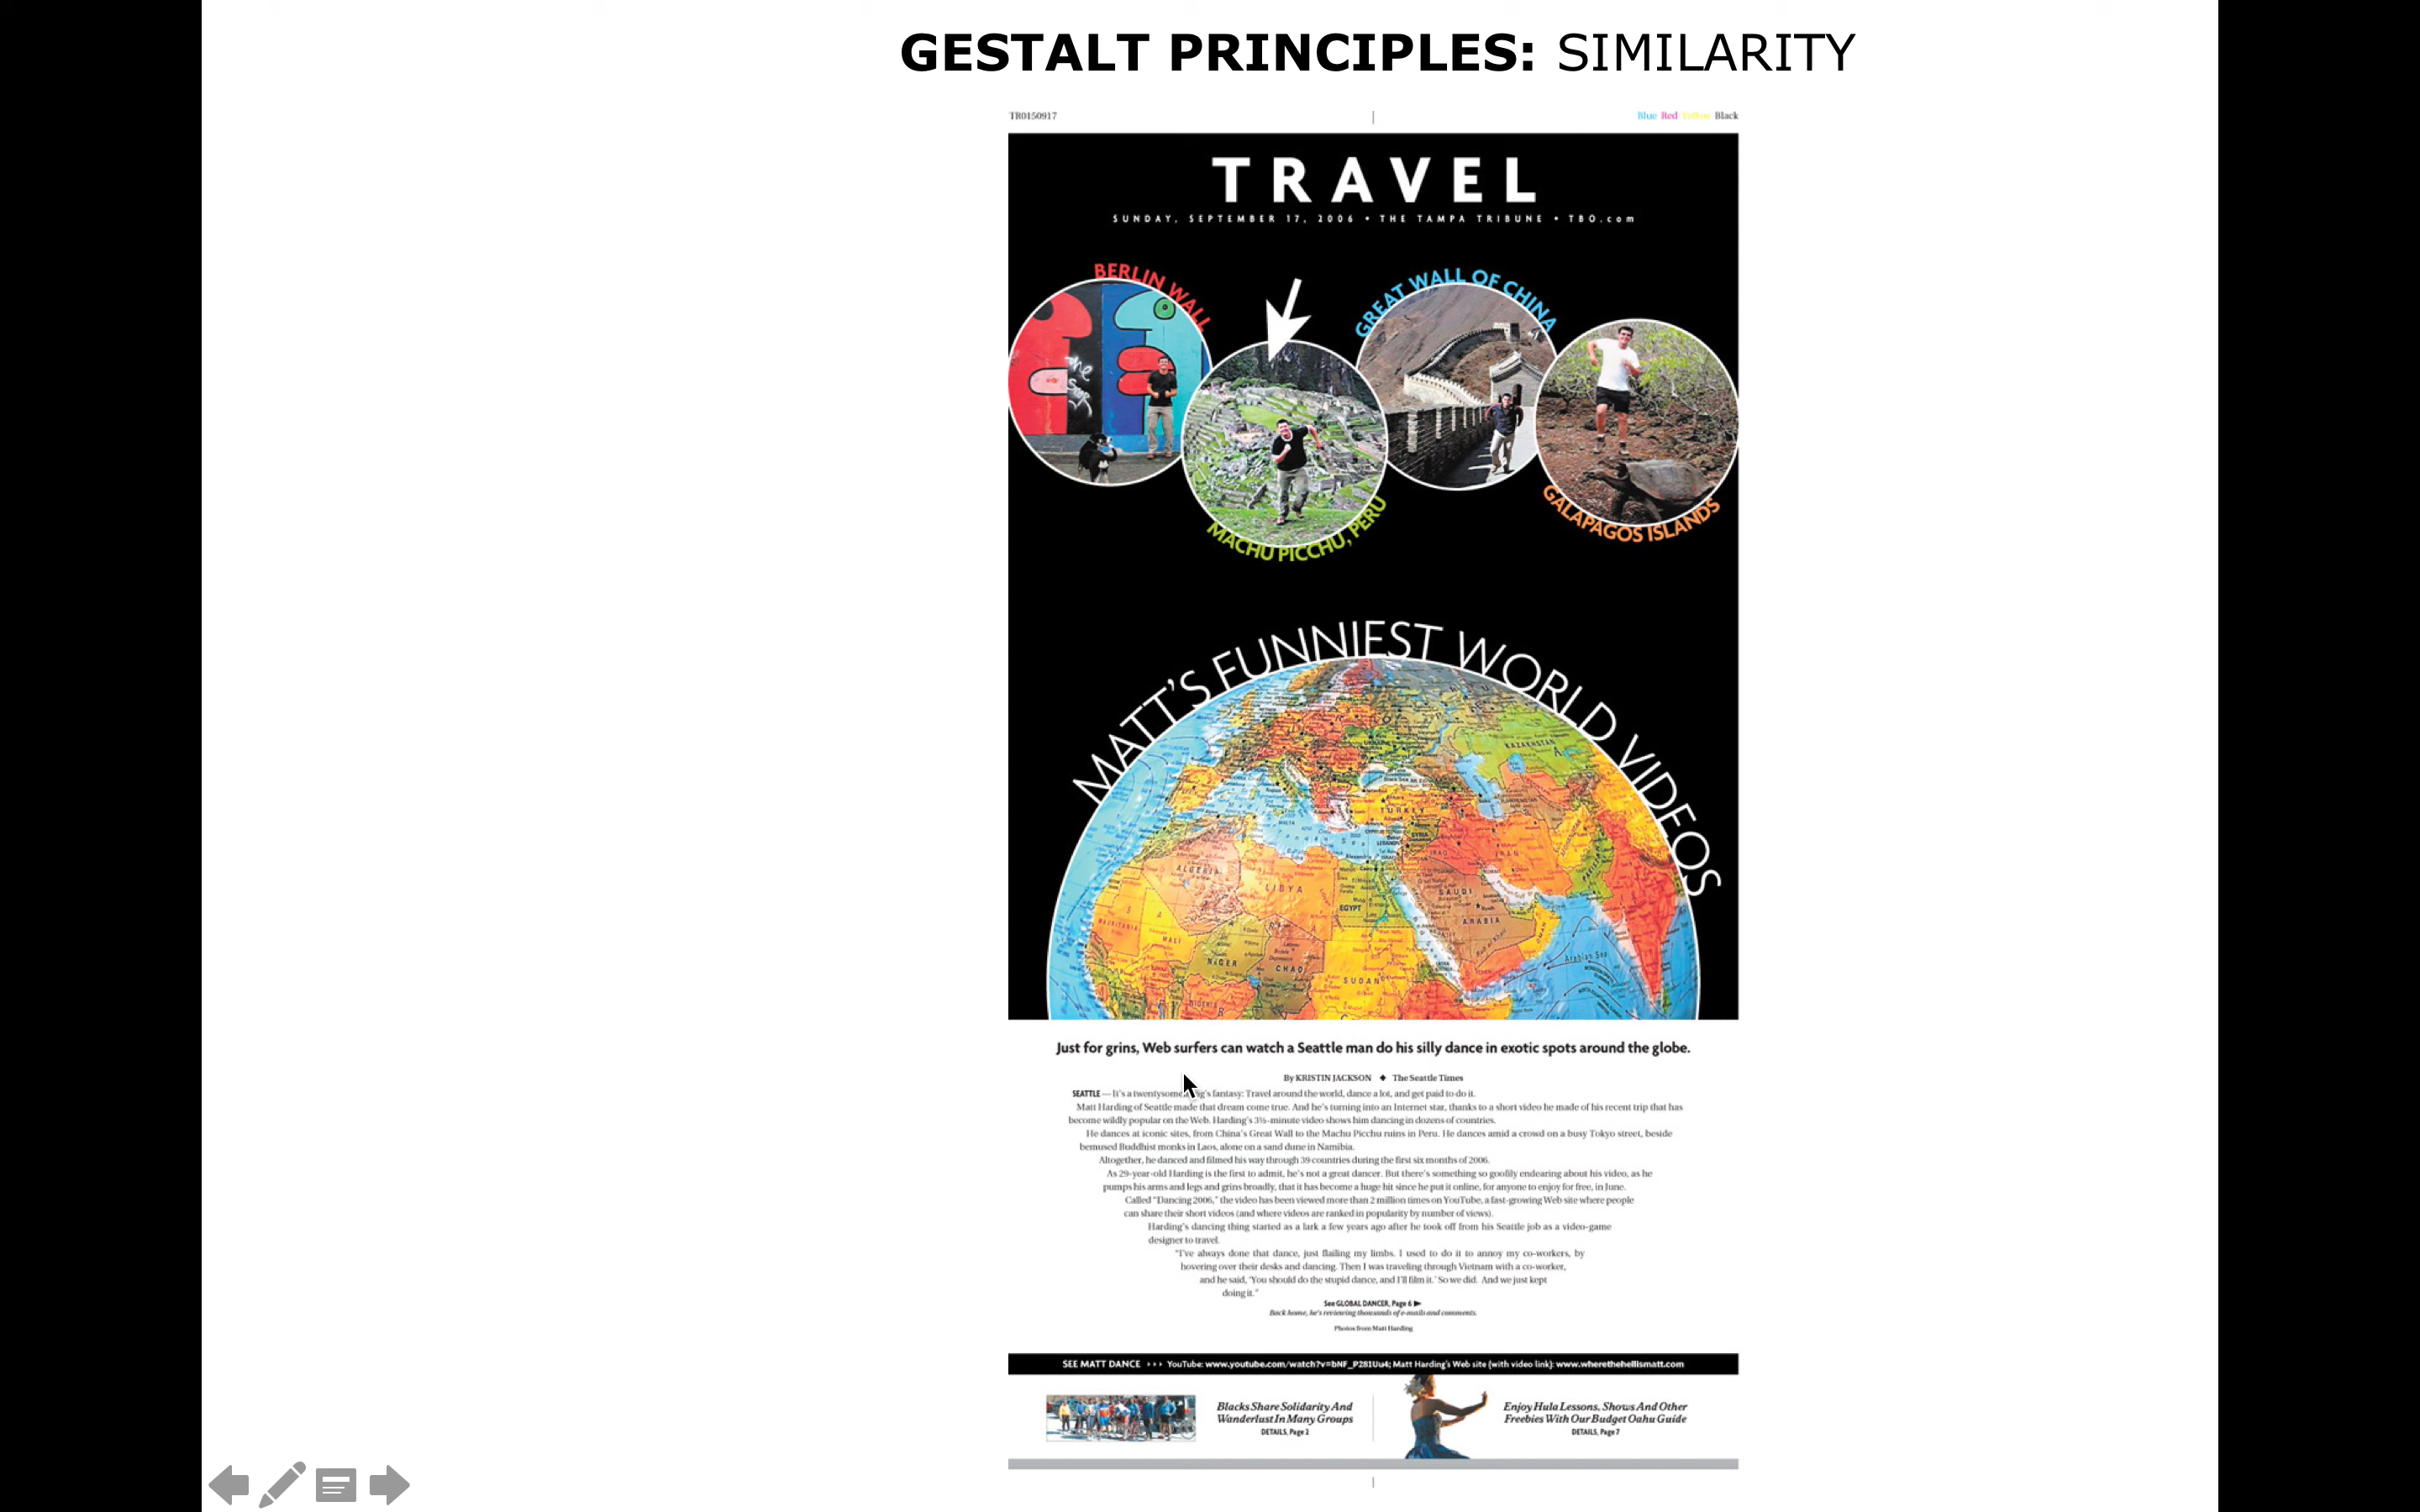 GESTALT PRINCIPLES: SIMILARITY
TR0150917
Blue Red Yellow Black
TRAVEL
SUNDAY, SEPTEMBER 17, 2006 • THE TAMPA TRIBUNE • TBO.com
BERLIN WALL
GREAT WALL OF CHINA
MACHU PICCHU, PERU
GALAPAGOS ISLANDS
MATT'S FUNNIEST WORLD VIDEOS
KAZAKHSTAN
TURKEY
SYRIA
LEBANON
IRAQ
IRAN
ALGERIA
LIBYA
EGYPT
SAUDI
ARABIA
OMAN
MAURITANIA
MALI
NIGER
CHAD
SUDAN
NIGERIA
Arabian Sea
Just for grins, Web surfers can watch a Seattle man do his silly dance in exotic spots around the globe.
By KRISTIN JACKSON ◆ The Seattle Times
SEATTLE — It's a twentysome g's fantasy: Travel around the world, dance a lot, and get paid to do it.
Matt Harding of Seattle made that dream come true. And he's turning into an Internet star, thanks to a short video he made of his recent trip that has
become wildly popular on the Web. Harding's 3½-minute video shows him dancing in dozens of countries.
He dances at iconic sites, from China's Great Wall to the Machu Picchu ruins in Peru. He dances amid a crowd on a busy Tokyo street, beside
bemused Buddhist monks in Laos, alone on a sand dune in Namibia.
Altogether, he danced and filmed his way through 39 countries during the first six months of 2006.
As 29-year-old Harding is the first to admit, he's not a great dancer. But there's something so goofily endearing about his video, as he
pumps his arms and legs and grins broadly, that it has become a huge hit since he put it online, for anyone to enjoy for free, in June.
Called "Dancing 2006," the video has been viewed more than 2 million times on YouTube, a fast-growing Web site where people
can share their short videos (and where videos are ranked in popularity by number of views).
Harding's dancing thing started as a lark a few years ago after he took off from his Seattle job as a video-game
designer to travel.
"I've always done that dance, just flailing my limbs. I used to do it to annoy my co-workers, by
hovering over their desks and dancing. Then I was traveling through Vietnam with a co-worker,
and he said, 'You should do the stupid dance, and I'll film it.' So we did. And we just kept
doing it."
See GLOBAL DANCER, Page 6 ▶
Back home, he's reviewing thousands of e-mails and comments.
Photos from Matt Harding
SEE MATT DANCE ››› YouTube: www.youtube.com/watch?v=bNF_P281Uu4; Matt Harding's Web site (with video link): www.wherethehellismatt.com
Blacks Share Solidarity And
Wanderlust In Many Groups
DETAILS, Page 2
Enjoy Hula Lessons, Shows And Other
Freebies With Our Budget Oahu Guide
DETAILS, Page 7